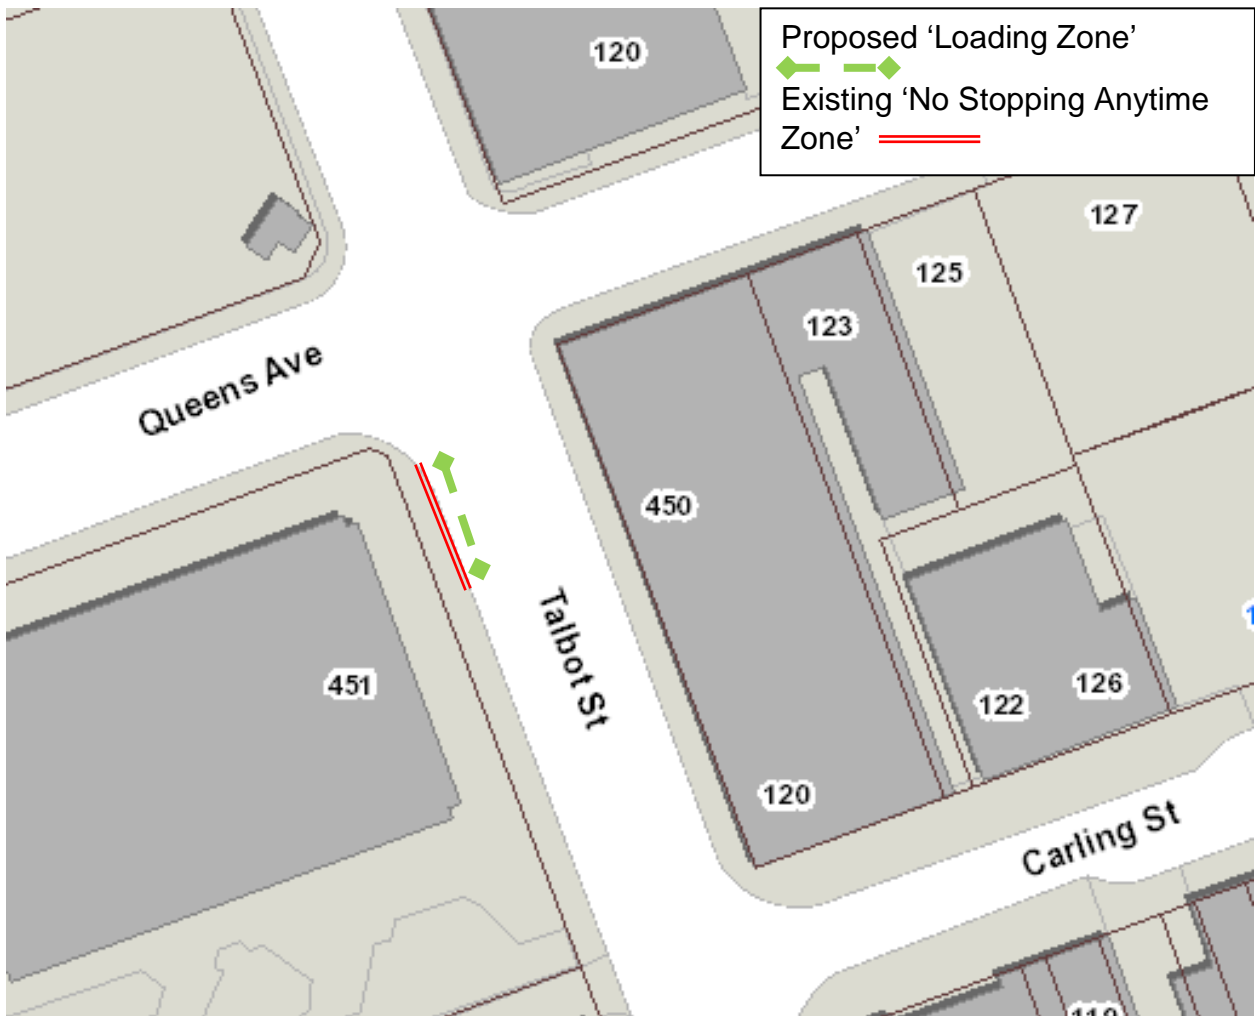 Proposed ‘Loading Zone’
Existing ‘No Stopping Anytime
Zone’
120
127
125
123
Queens Ave
450
Talbot St
451
122
126
120
Carling St